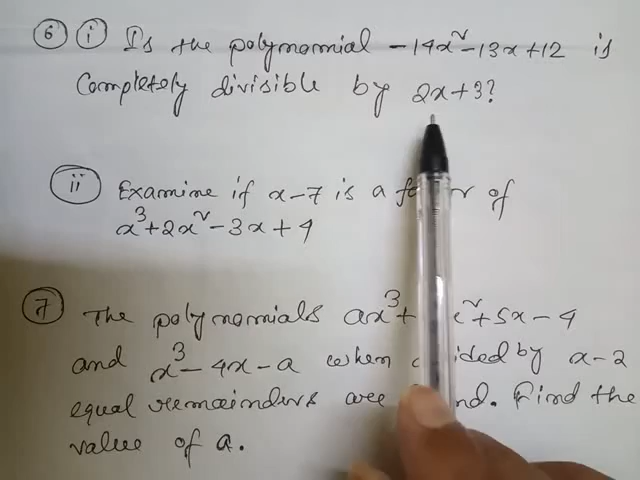 6 i Is the polynomial -14x² -13x+12 is
Completely divisible by 2x+3?
ii Examine if x-7 is a of
x³+2x²-3x+4
7 The polynomials ax³+ +5x-4
and x³-4x-a when by x-2
equal remainders are Find the
value of a.